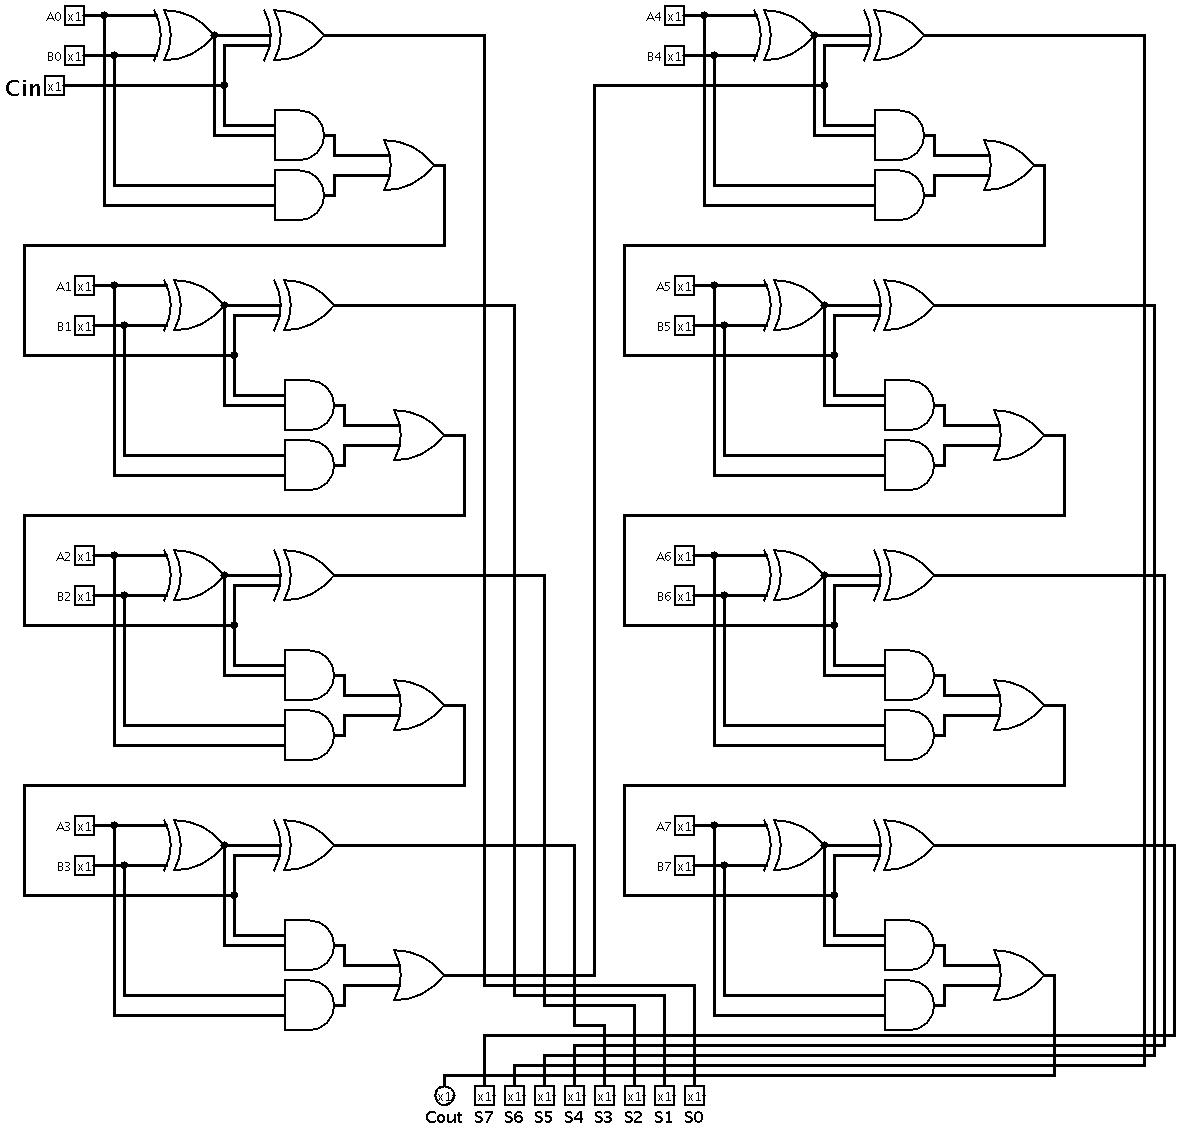 A0 x1 A4 x1
B0 x1 B4 x1
Cin x1
A1 x1 A5 x1
B1 x1 B5 x1
A2 x1 A6 x1
B2 x1 B6 x1
A3 x1 A7 x1
B3 x1 B7 x1
x1 x1 x1 x1 x1 x1 x1 x1 x1
Cout S7 S6 S5 S4 S3 S2 S1 S0